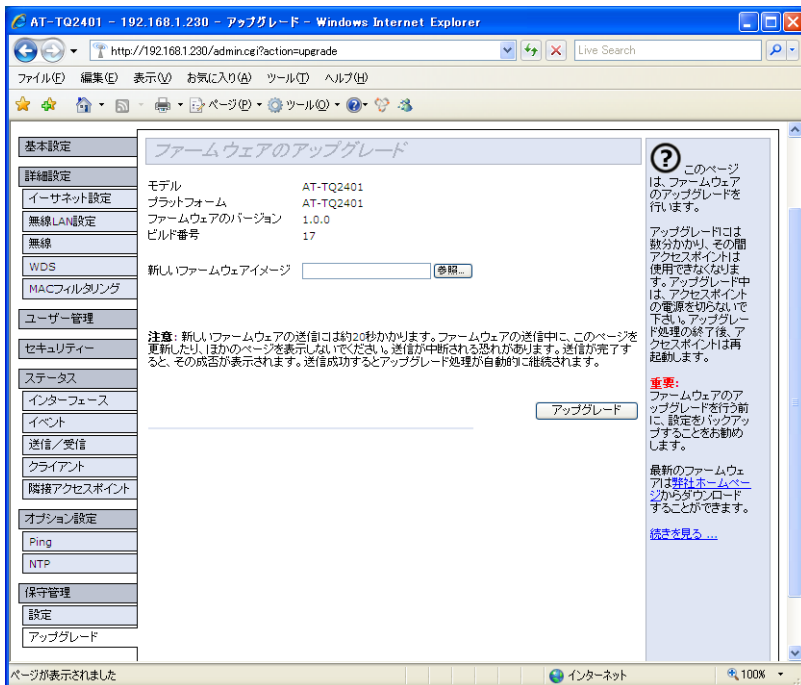 AT-TQ2401 - 192.168.1.230 - アップグレード - Windows Internet Explorer
http://192.168.1.230/admin.cgi?action=upgrade
Live Search
ファイル(F) 編集(E) 表示(V) お気に入り(A) ツール(T) ヘルプ(H)
ページ(P) ツール(O)
基本設定
詳細設定
イーサネット設定
無線LAN設定
無線
WDS
MACフィルタリング
ユーザー管理
セキュリティー
ステータス
インターフェース
イベント
送信／受信
クライアント
隣接アクセスポイント
オプション設定
Ping
NTP
保守管理
設定
アップグレード
ファームウェアのアップグレード
モデル AT-TQ2401
プラットフォーム AT-TQ2401
ファームウェアのバージョン 1.0.0
ビルド番号 17
新しいファームウェアイメージ 参照...
注意: 新しいファームウェアの送信には約20秒かかります。ファームウェアの送信中に、このページを
更新したり、ほかのページを表示しないでください。送信が中断される恐れがあります。送信が完了す
ると、その成否が表示されます。送信成功するとアップグレード処理が自動的に継続されます。
アップグレード
このページ
は、ファームウェア
のアップグレードを
行います。
アップグレードには
数分かかり、その間
アクセスポイントは
使用できなくなりま
す。アップグレード中
は、アクセスポイント
の電源を切らないで
下さい。アップグレー
ド処理の終了後、ア
クセスポイントは再
起動します。
重要:
ファームウェアのア
ップグレードを行う前
に、設定をバックアッ
プすることをお勧め
します。
最新のファームウェ
アは弊社ホームペー
ジからダウンロード
することができます。
続きを見る ...
ページが表示されました インターネット 100%